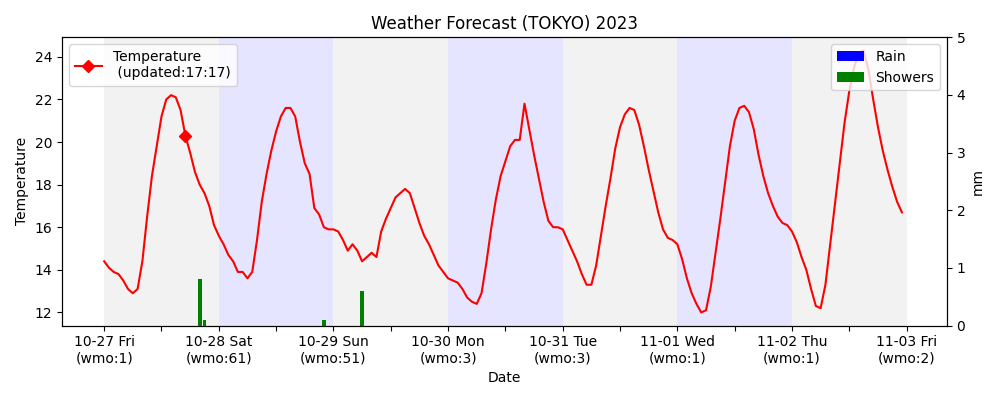 Weather Forecast (TOKYO) 2023
Temperature
(updated:17:17)
Rain
Showers
Temperature
24
22
20
18
16
14
12
5
4
3
2
1
0
mm
10-27 Fri
(wmo:1)
10-28 Sat
(wmo:61)
10-29 Sun
(wmo:51)
10-30 Mon
(wmo:3)
10-31 Tue
(wmo:3)
11-01 Wed
(wmo:1)
11-02 Thu
(wmo:1)
11-03 Fri
(wmo:2)
Date